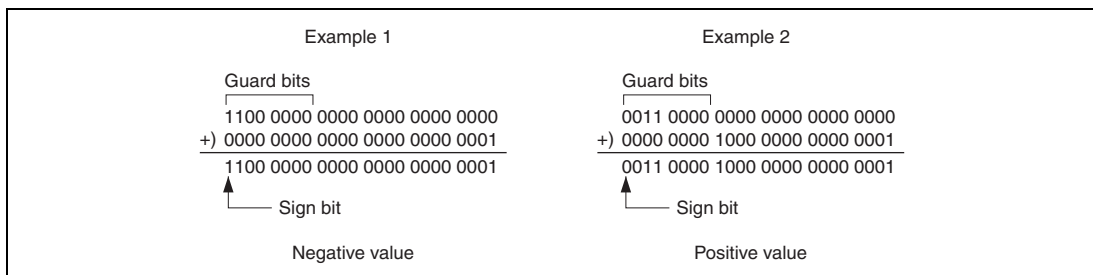 Example 1
Guard bits
1100 0000 0000 0000 0000 0000
+) 0000 0000 0000 0000 0000 0001
1100 0000 0000 0000 0000 0001
Sign bit
Negative value
Example 2
Guard bits
0011 0000 0000 0000 0000 0000
+) 0000 0000 1000 0000 0000 0001
0011 0000 1000 0000 0000 0001
Sign bit
Positive value